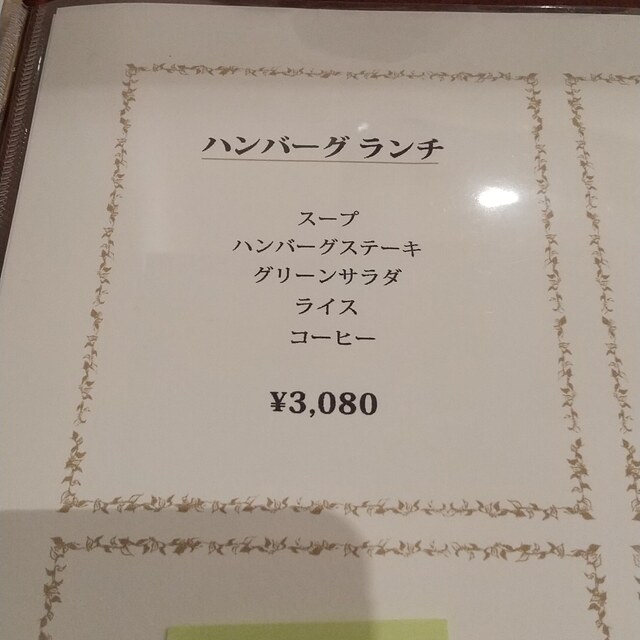 ハンバーグ ランチ
スープ
ハンバーグステーキ
グリーンサラダ
ライス
コーヒー
¥3,080